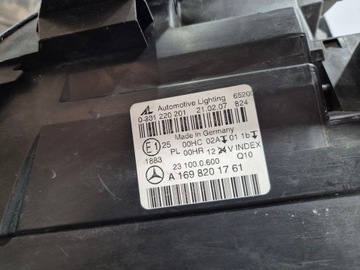 AL Automotive Lighting 6520
0-301 220 201 21.02.07 824
Made in Germany
E1 25 00HC 02A 01 1b
PL 00HR 12 V INDEX
1883 23 100.0.600 Q10
A 169 820 17 61